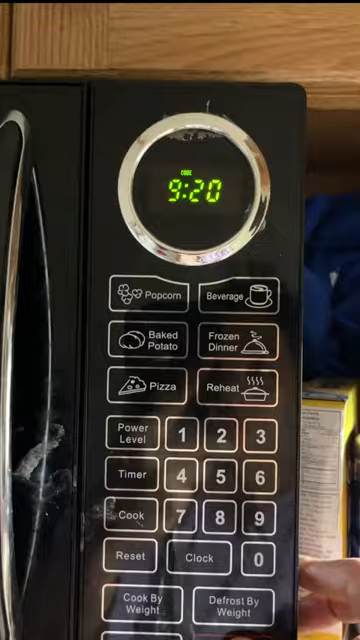 CODE
9:20
Popcorn
Beverage
Baked
Potato
Frozen
Dinner
Pizza
Reheat
Power
Level
1
2
3
Timer
4
5
6
Cook
7
8
9
Reset
Clock
0
Cook By
Weight
Defrost By
Weight